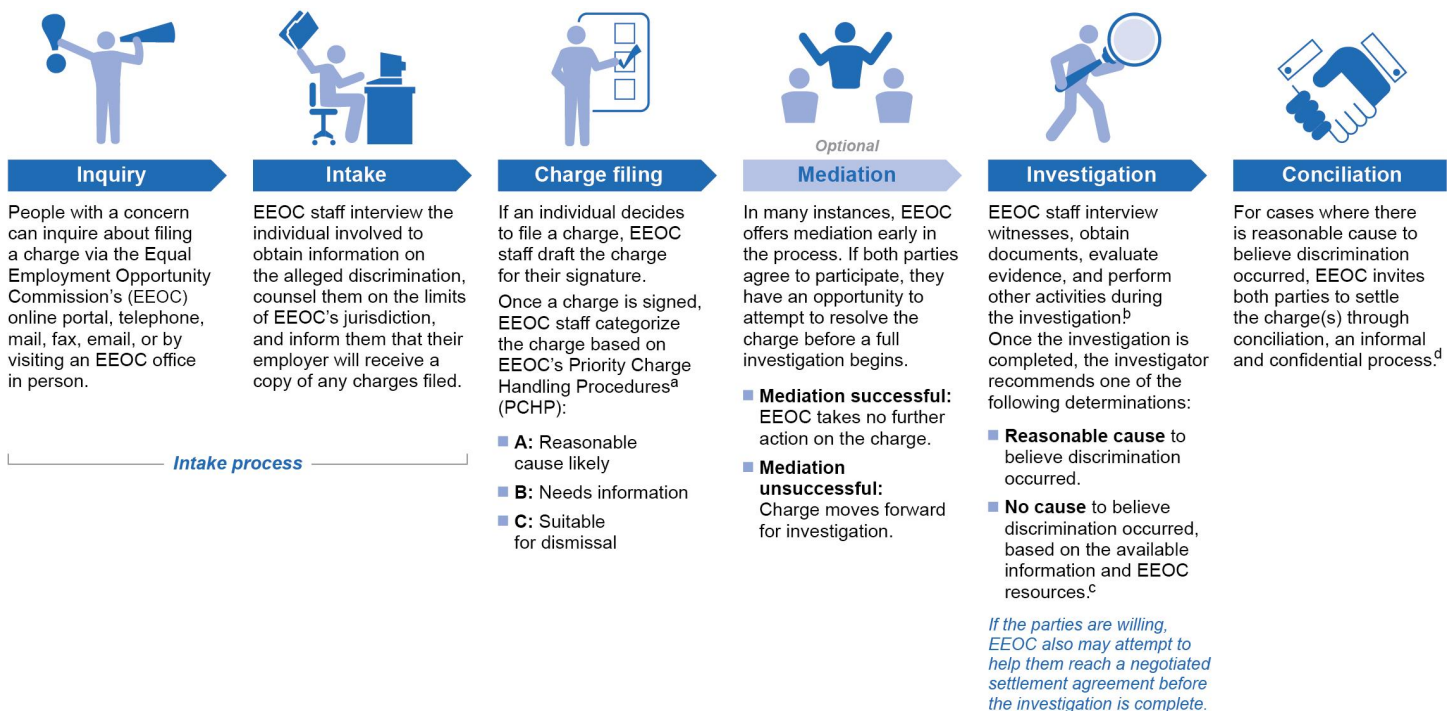 Inquiry
People with a concern
can inquire about filing
a charge via the Equal
Employment Opportunity
Commission's (EEOC)
online portal, telephone,
mail, fax, email, or by
visiting an EEOC office
in person.
Intake
EEOC staff interview the
individual involved to
obtain information on
the alleged discrimination,
counsel them on the limits
of EEOC's jurisdiction,
and inform them that their
employer will receive a
copy of any charges filed.
Intake process
Charge filing
If an individual decides
to file a charge, EEOC
staff draft the charge
for their signature.
Once a charge is signed,
EEOC staff categorize
the charge based on
EEOC's Priority Charge
Handling Procedures^a
(PCHP):
A: Reasonable
cause likely
B: Needs information
C: Suitable
for dismissal
Optional
Mediation
In many instances, EEOC
offers mediation early in
the process. If both parties
agree to participate, they
have an opportunity to
attempt to resolve the
charge before a full
investigation begins.
Mediation successful:
EEOC takes no further
action on the charge.
Mediation
unsuccessful:
Charge moves forward
for investigation.
Investigation
EEOC staff interview
witnesses, obtain
documents, evaluate
evidence, and perform
other activities during
the investigation.^b
Once the investigation is
completed, the investigator
recommends one of the
following determinations:
Reasonable cause to
believe discrimination
occurred.
No cause to believe
discrimination occurred,
based on the available
information and EEOC
resources.^c
If the parties are willing,
EEOC also may attempt to
help them reach a negotiated
settlement agreement before
the investigation is complete.
Conciliation
For cases where there
is reasonable cause to
believe discrimination
occurred, EEOC invites
both parties to settle
the charge(s) through
conciliation, an informal
and confidential process.^d